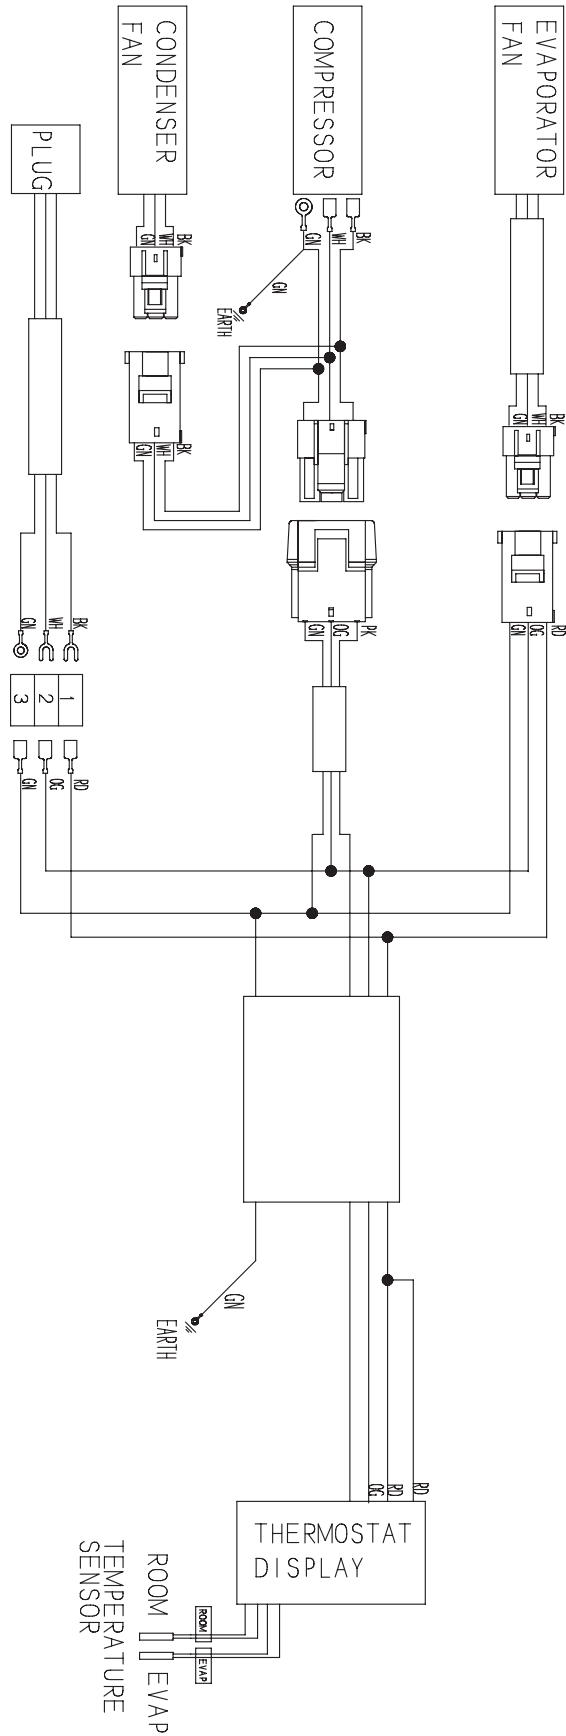 CONDENSER
FAN
COMPRESSOR
EVAPORATOR
FAN
PLUG
GN
WH
BK
GN
WH
BK
GN
WH
BK
GN
EARTH
GN
WH
BK
GN
OG
PK
GN
OG
RD
GN
WH
BK
3
2
1
GN
OG
RD
GN
EARTH
OG
RD
RD
THERMOSTAT
DISPLAY
ROOM
EVAP
ROOM
EVAP
TEMPERATURE
SENSOR